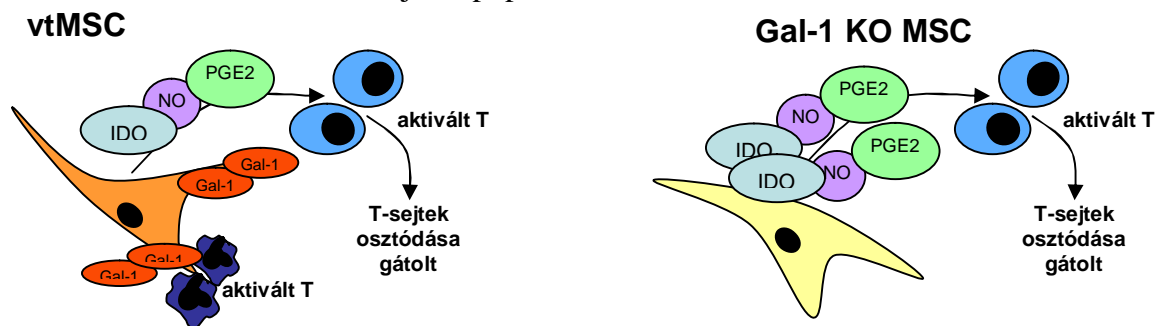 vtMSC
PGE2
NO
IDO
aktivált T
Gal-1
Gal-1
T-sejtek
osztódása
gátolt
Gal-1
Gal-1
aktivált T
Gal-1 KO MSC
PGE2
NO
aktivált T
IDO
PGE2
IDO
NO
T-sejtek
osztódása
gátolt